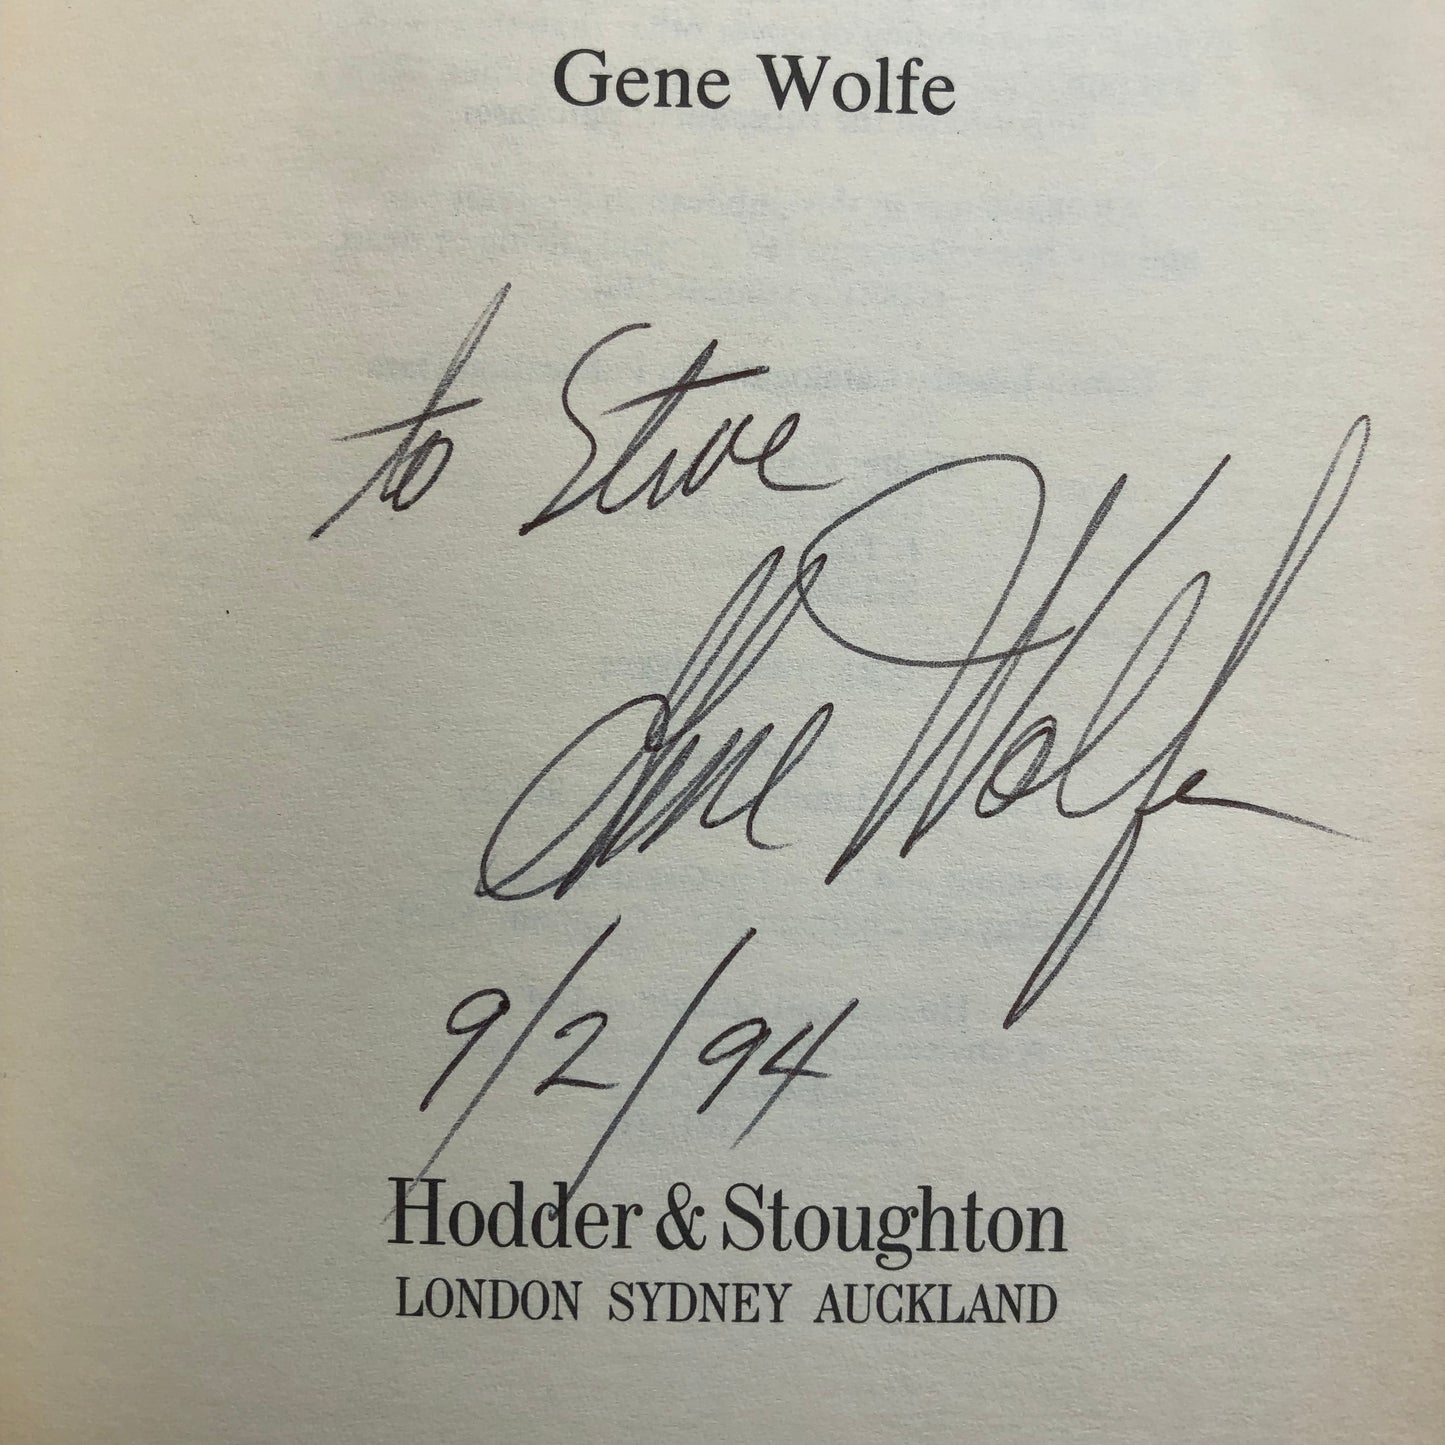 Gene Wolfe
to Steve
Gene Wolfe
9/2/94
Hodder & Stoughton
LONDON SYDNEY AUCKLAND